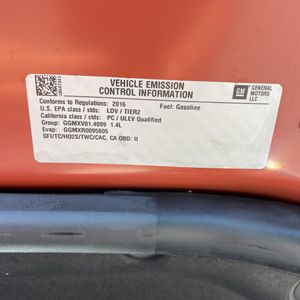 VEHICLE EMISSION
CONTROL INFORMATION
GM
GENERAL
MOTORS
LLC
Conforms to Regulations: 2016 Fuel: Gasoline
U.S. EPA class / stds: LDV / TIER2
California class / stds: PC / ULEV Qualified
Group: GGMXV01.4099 1.4L
Evap: GGMXR0095805
SFI/TC/HO2S/TWC/CAC, CA OBD: II